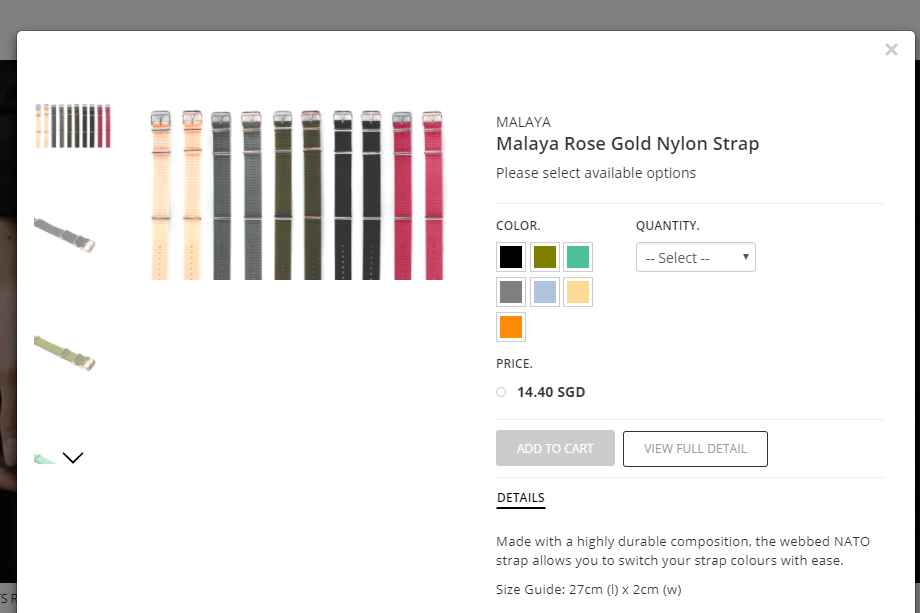 MALAYA
Malaya Rose Gold Nylon Strap
Please select available options
COLOR.
QUANTITY.
-- Select --
PRICE.
14.40 SGD
ADD TO CART
VIEW FULL DETAIL
DETAILS
Made with a highly durable composition, the webbed NATO
strap allows you to switch your strap colours with ease.
Size Guide: 27cm (l) x 2cm (w)